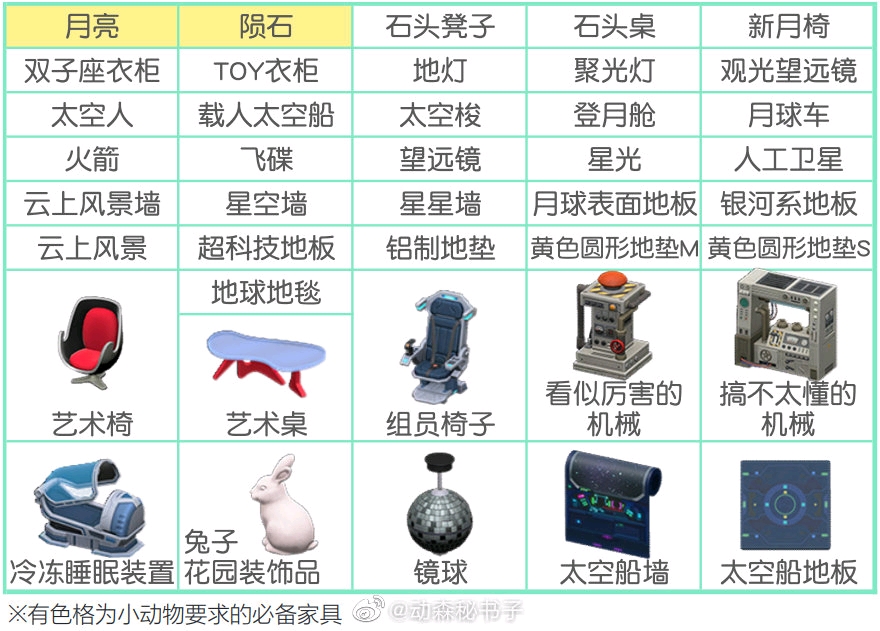 月亮 陨石 石头凳子 石头桌 新月椅
双子座衣柜 TOY衣柜 地灯 聚光灯 观光望远镜
太空人 载人太空船 太空梭 登月舱 月球车
火箭 飞碟 望远镜 星光 人工卫星
云上风景墙 星空墙 星星墙 月球表面地板 银河系地板
云上风景 超科技地板 铝制地垫 黄色圆形地垫M 黄色圆形地垫S
地球地毯
艺术椅 艺术桌 组员椅子 看似厉害的
机械 搞不太懂的
机械
冷冻睡眠装置 兔子
花园装饰品 镜球 太空船墙 太空船地板
※有色格为小动物要求的必备家具 @动森秘书子